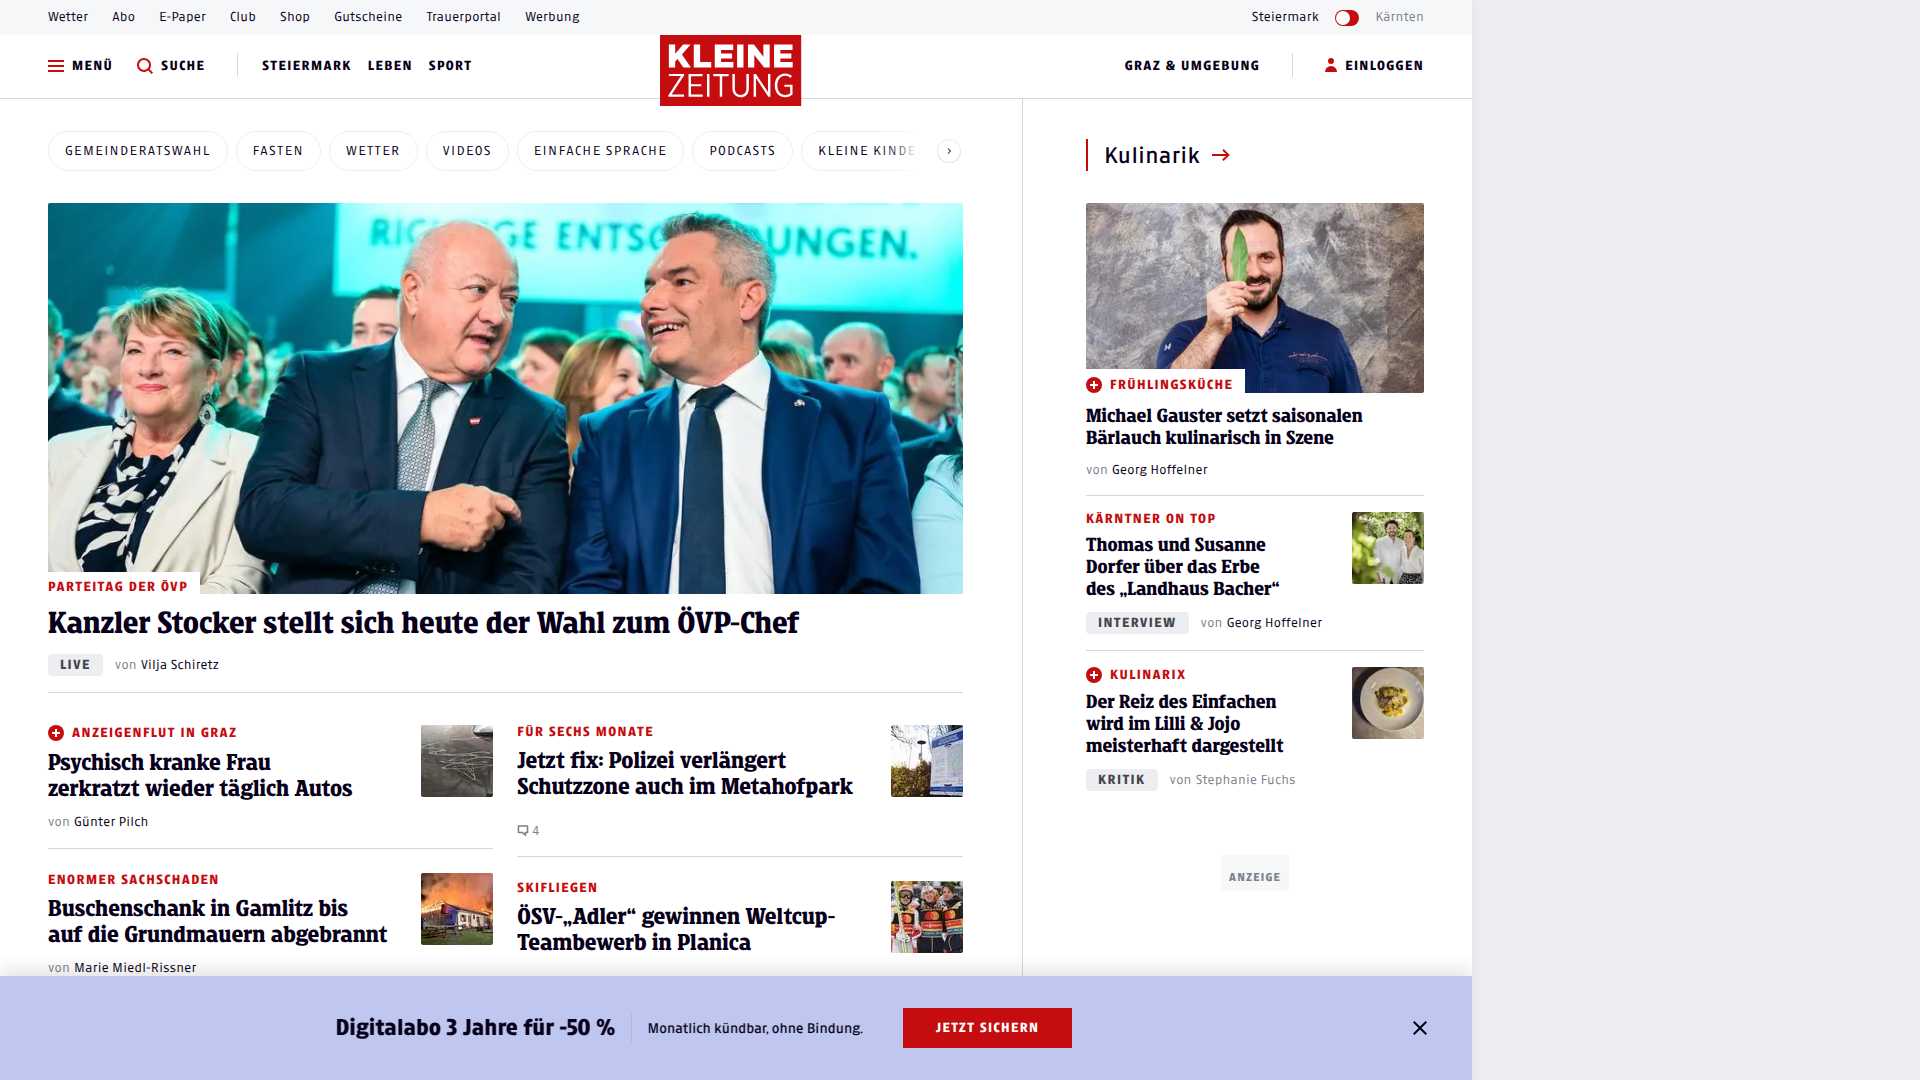 Wetter Abo E-Paper Club Shop Gutscheine Trauerportal Werbung Steiermark Kärnten
MENÜ SUCHE STEIERMARK LEBEN SPORT
KLEINE
ZEITUNG
GRAZ & UMGEBUNG EINLOGGEN
GEMEINDERATSWAHL FASTEN WETTER VIDEOS EINFACHE SPRACHE PODCASTS KLEINE KINDE
PARTEITAG DER ÖVP
Kanzler Stocker stellt sich heute der Wahl zum ÖVP-Chef
LIVE von Vilja Schiretz
ANZEIGENFLUT IN GRAZ
Psychisch kranke Frau
zerkratzt wieder täglich Autos
von Günter Pilch
ENORMER SACHSCHADEN
Buschenschank in Gamlitz bis
auf die Grundmauern abgebrannt
von Marie Miedl-Rissner
FÜR SECHS MONATE
Jetzt fix: Polizei verlängert
Schutzzone auch im Metahofpark
4
SKIFLIEGEN
ÖSV-„Adler“ gewinnen Weltcup-
Teambewerb in Planica
Kulinarik
FRÜHLINGSKÜCHE
Michael Gauster setzt saisonalen
Bärlauch kulinarisch in Szene
von Georg Hoffelner
KÄRNTNER ON TOP
Thomas und Susanne
Dorfer über das Erbe
des „Landhaus Bacher“
INTERVIEW von Georg Hoffelner
KULINARIX
Der Reiz des Einfachen
wird im Lilli & Jojo
meisterhaft dargestellt
KRITIK von Stephanie Fuchs
ANZEIGE
Digitalabo 3 Jahre für -50 % Monatlich kündbar, ohne Bindung. JETZT SICHERN